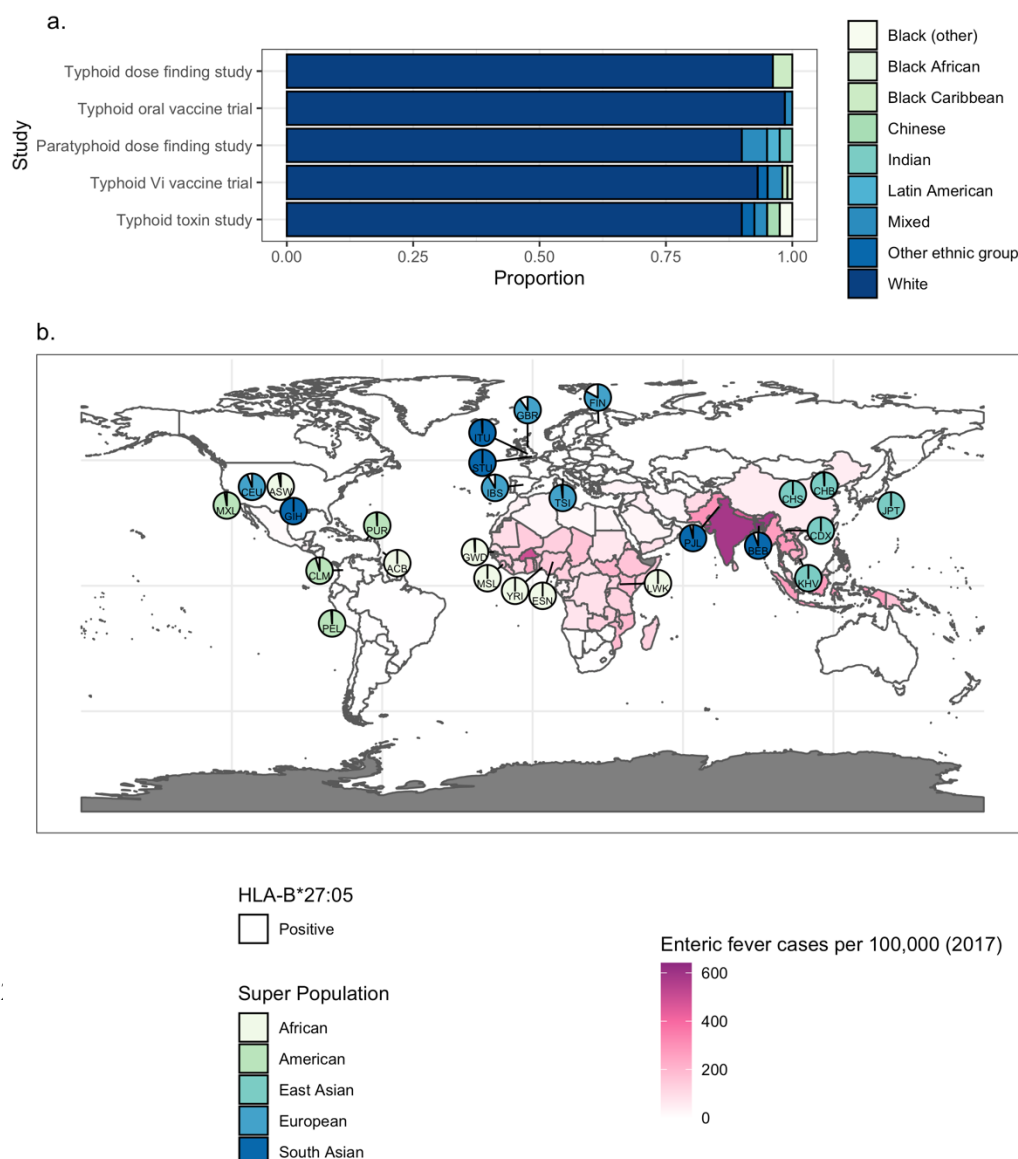 a.
Study
Typhoid dose finding study
Typhoid oral vaccine trial
Paratyphoid dose finding study
Typhoid Vi vaccine trial
Typhoid toxin study
0.00 0.25 0.50 0.75 1.00
Proportion
Black (other)
Black African
Black Caribbean
Chinese
Indian
Latin American
Mixed
Other ethnic group
White
b.
FIN
GBR
ITU
STU
IBS
TSI
CEU
ASW
MXL
GIH
PUR
ACB
CLM
PEL
GWD
MSL
YRI
ESN
LWK
PJL
BEB
CHS
CHB
JPT
CDX
KHV
HLA-B*27:05
Positive
Super Population
African
American
East Asian
European
South Asian
Enteric fever cases per 100,000 (2017)
600
400
200
0